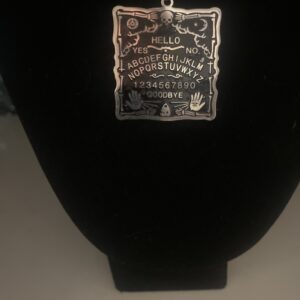 HELLO
YES NO
ABCDEFGHIJKLM
NOPQRSTUVWXYZ
1234567890
GOODBYE